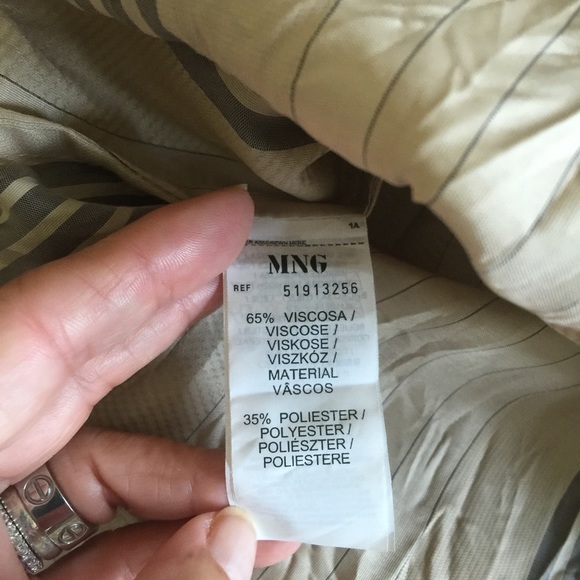 1A
MNG
REF 51913256
65% VISCOSA /
VISCOSE /
VISKOSE /
VISZKÓZ /
MATERIAL
VÂSCOS
35% POLIESTER /
POLYESTER /
POLIÉSZTER /
POLIESTERE